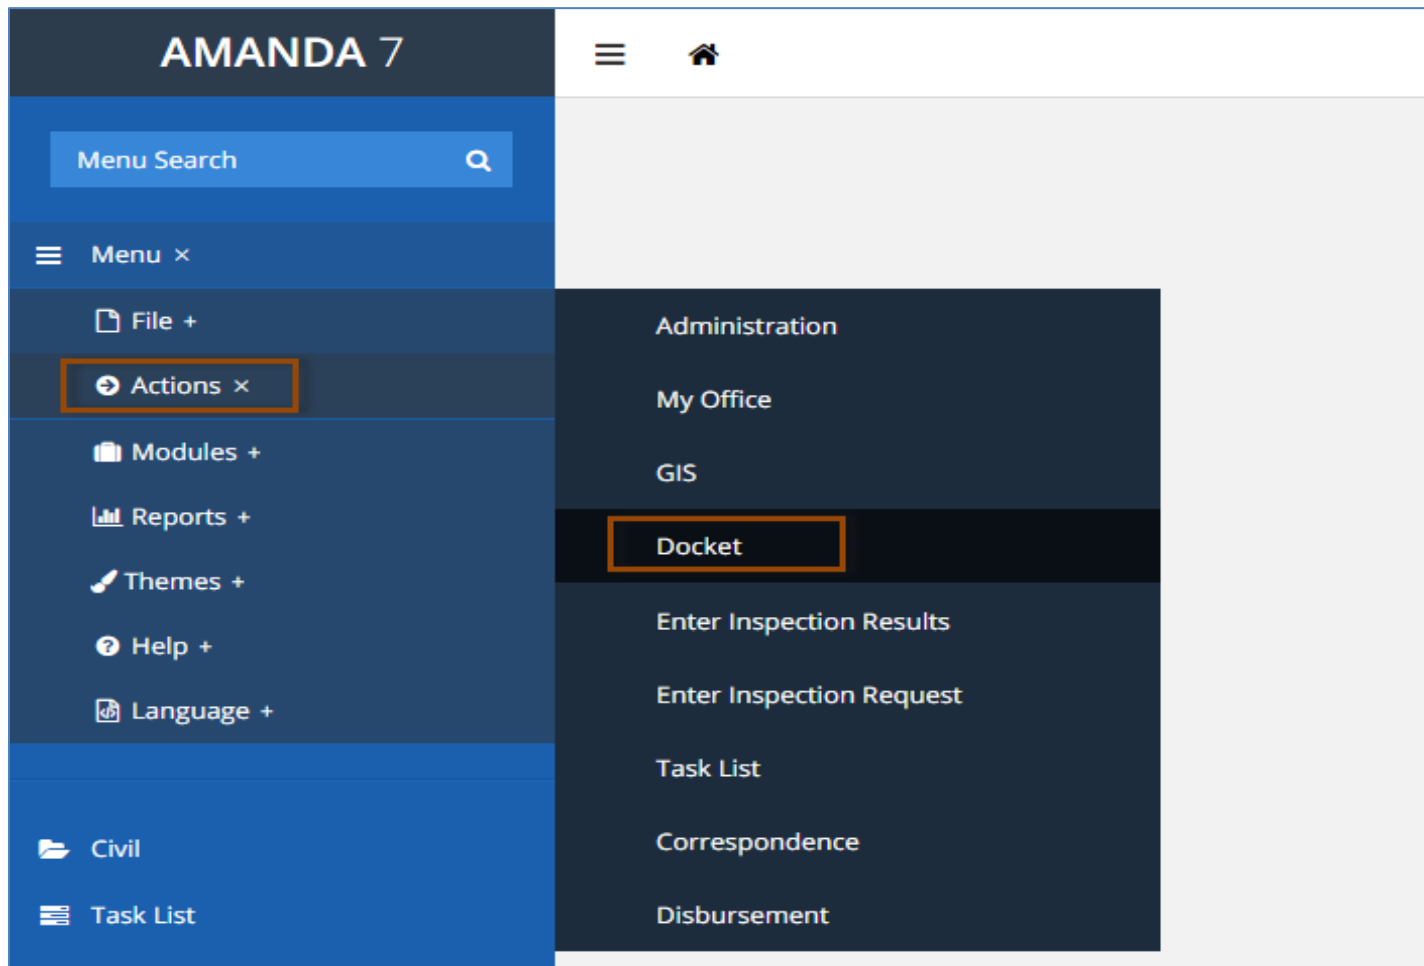 AMANDA 7
Menu Search
Menu ×
File +
Actions ×
Modules +
Reports +
Themes +
Help +
Language +
Civil
Task List
Administration
My Office
GIS
Docket
Enter Inspection Results
Enter Inspection Request
Task List
Correspondence
Disbursement